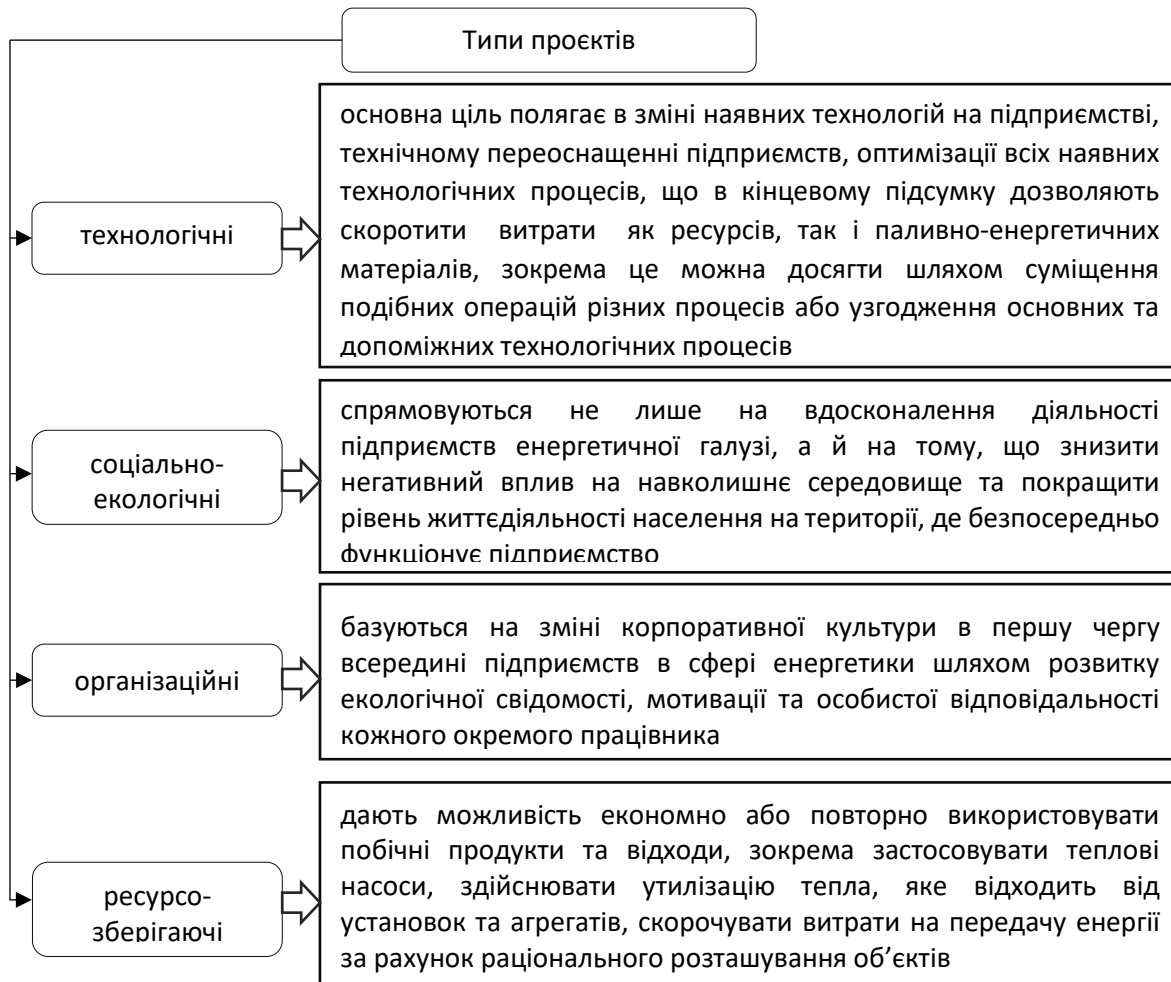 Типи проєктів
технологічні
основна ціль полягає в зміні наявних технологій на підприємстві,
технічному переоснащенні підприємств, оптимізації всіх наявних
технологічних процесів, що в кінцевому підсумку дозволяють
скоротити витрати як ресурсів, так і паливно-енергетичних
матеріалів, зокрема це можна досягти шляхом суміщення
подібних операцій різних процесів або узгодження основних та
допоміжних технологічних процесів
соціально-
екологічні
спрямовуються не лише на вдосконалення діяльності
підприємств енергетичної галузі, а й на тому, що знизити
негативний вплив на навколишнє середовище та покращити
рівень життєдіяльності населення на території, де безпосередньо
функціонує підприємство
організаційні
базуються на зміні корпоративної культури в першу чергу
всередині підприємств в сфері енергетики шляхом розвитку
екологічної свідомості, мотивації та особистої відповідальності
кожного окремого працівника
ресурсо-
зберігаючі
дають можливість економно або повторно використовувати
побічні продукти та відходи, зокрема застосовувати теплові
насоси, здійснювати утилізацію тепла, яке відходить від
установок та агрегатів, скорочувати витрати на передачу енергії
за рахунок раціонального розташування об’єктів